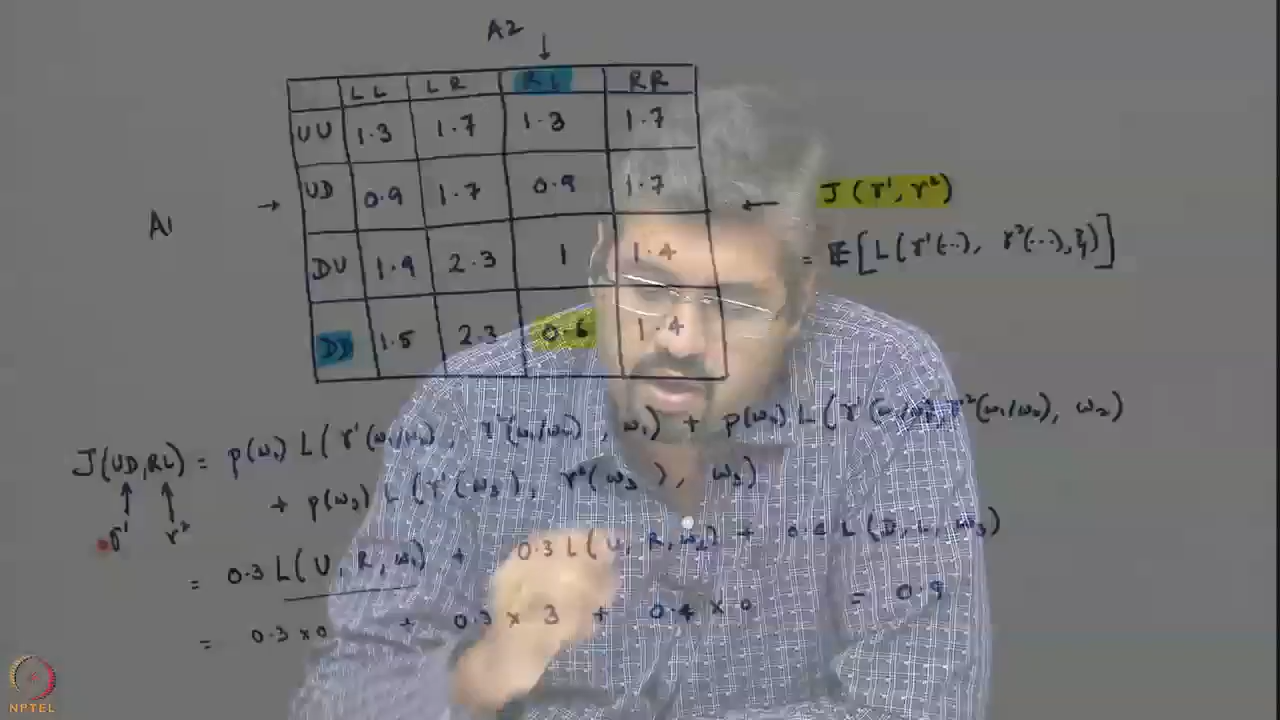 A2
↓
LL LR RL RR
UU 1.3 1.7 1.3 1.7
A1 → UD 0.9 1.7 0.9 1.7 ← J(γ¹, γ²)
DU 1.9 2.3 1 1.4 = E[L(γ¹(..), γ²(...), ξ)]
DD 1.5 2.3 0.6 1.4
J(UD, RL) = p(ω₁) L(γ¹(ω₁/ω₂), γ²(ω₁/ω₂), ω₁) + p(ω₂) L(γ¹(ω₁/ω₂), γ²(ω₁/ω₂), ω₂)
+ p(ω₃) L(γ¹(ω₃), γ²(ω₃), ω₃)
γ¹ γ²
= 0.3 L(U, R, ω₁) + 0.3 L(U, R, ω₂) + 0.4 L(D, L, ω₃)
= 0.3 × 0 + 0.3 × 3 + 0.4 × 0 = 0.9
NPTEL